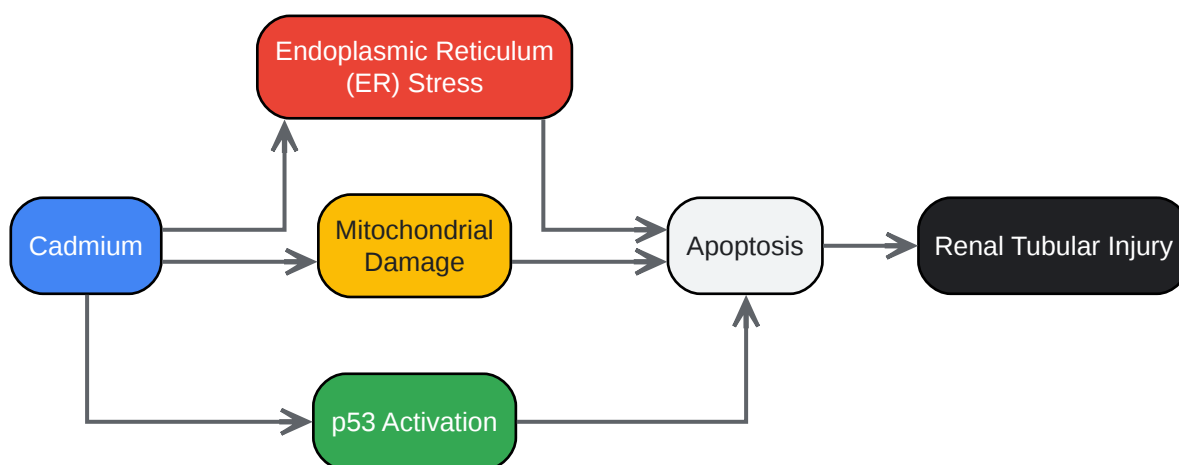 Endoplasmic Reticulum
(ER) Stress
Cadmium
Mitochondrial
Damage
Apoptosis
Renal Tubular Injury
p53 Activation